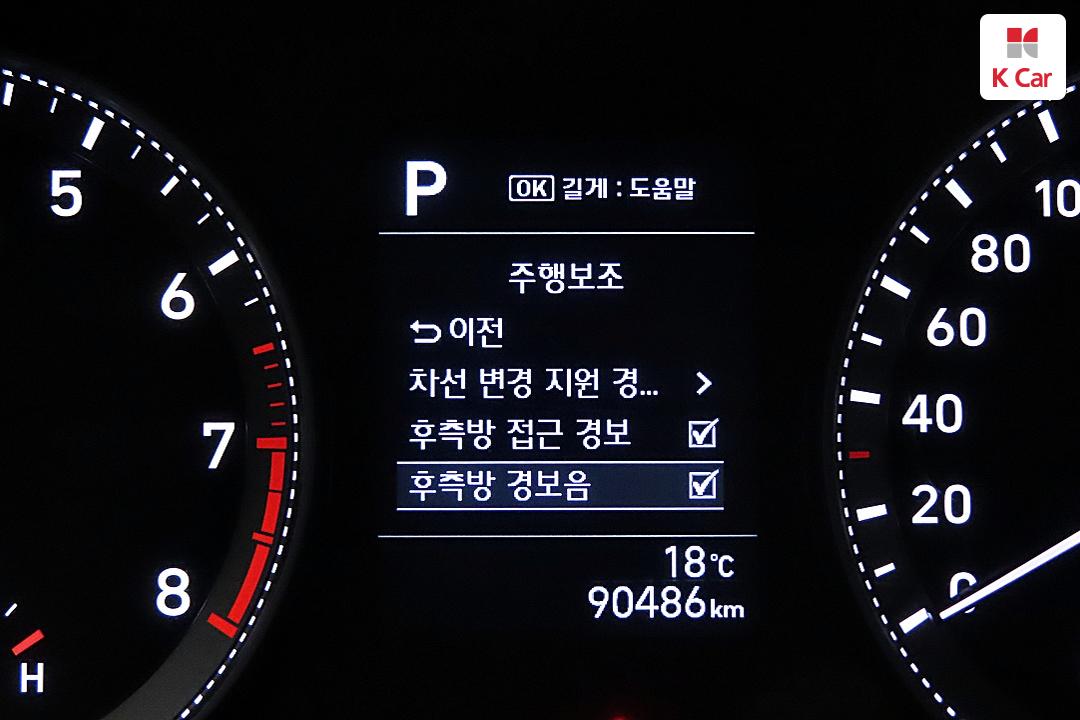 K Car
P
OK 길게 : 도움말
주행보조
이전
차선 변경 지원 경...
후측방 접근 경보
후측방 경보음
18℃
90486km
5
6
7
8
H
10
80
60
40
20
0